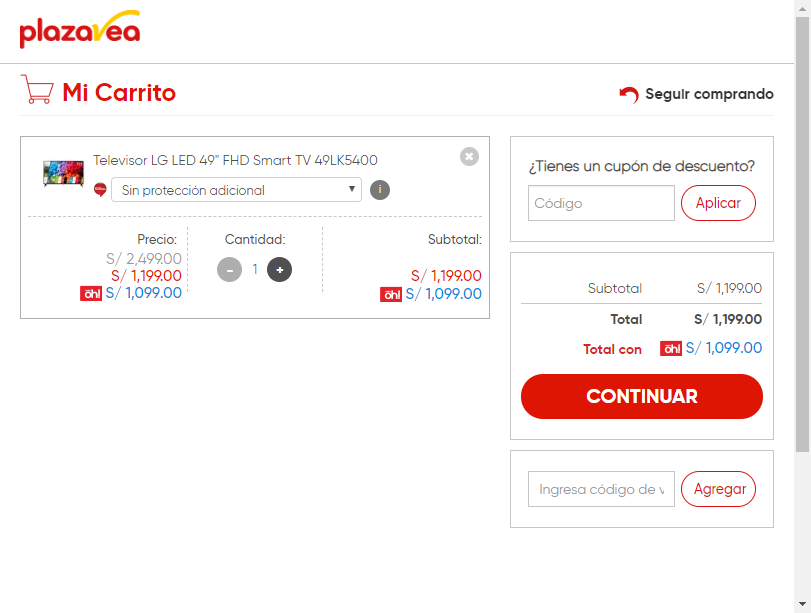 plazavea
Mi Carrito
Seguir comprando
Televisor LG LED 49" FHD Smart TV 49LK5400
Sin protección adicional
i
Precio:
S/ 2,499.00
S/ 1,199.00
öh! S/ 1,099.00
Cantidad:
- 1 +
Subtotal:
S/ 1,199.00
öh! S/ 1,099.00
¿Tienes un cupón de descuento?
Código
Aplicar
Subtotal S/ 1,199.00
Total S/ 1,199.00
Total con öh! S/ 1,099.00
CONTINUAR
Ingresa código de v
Agregar